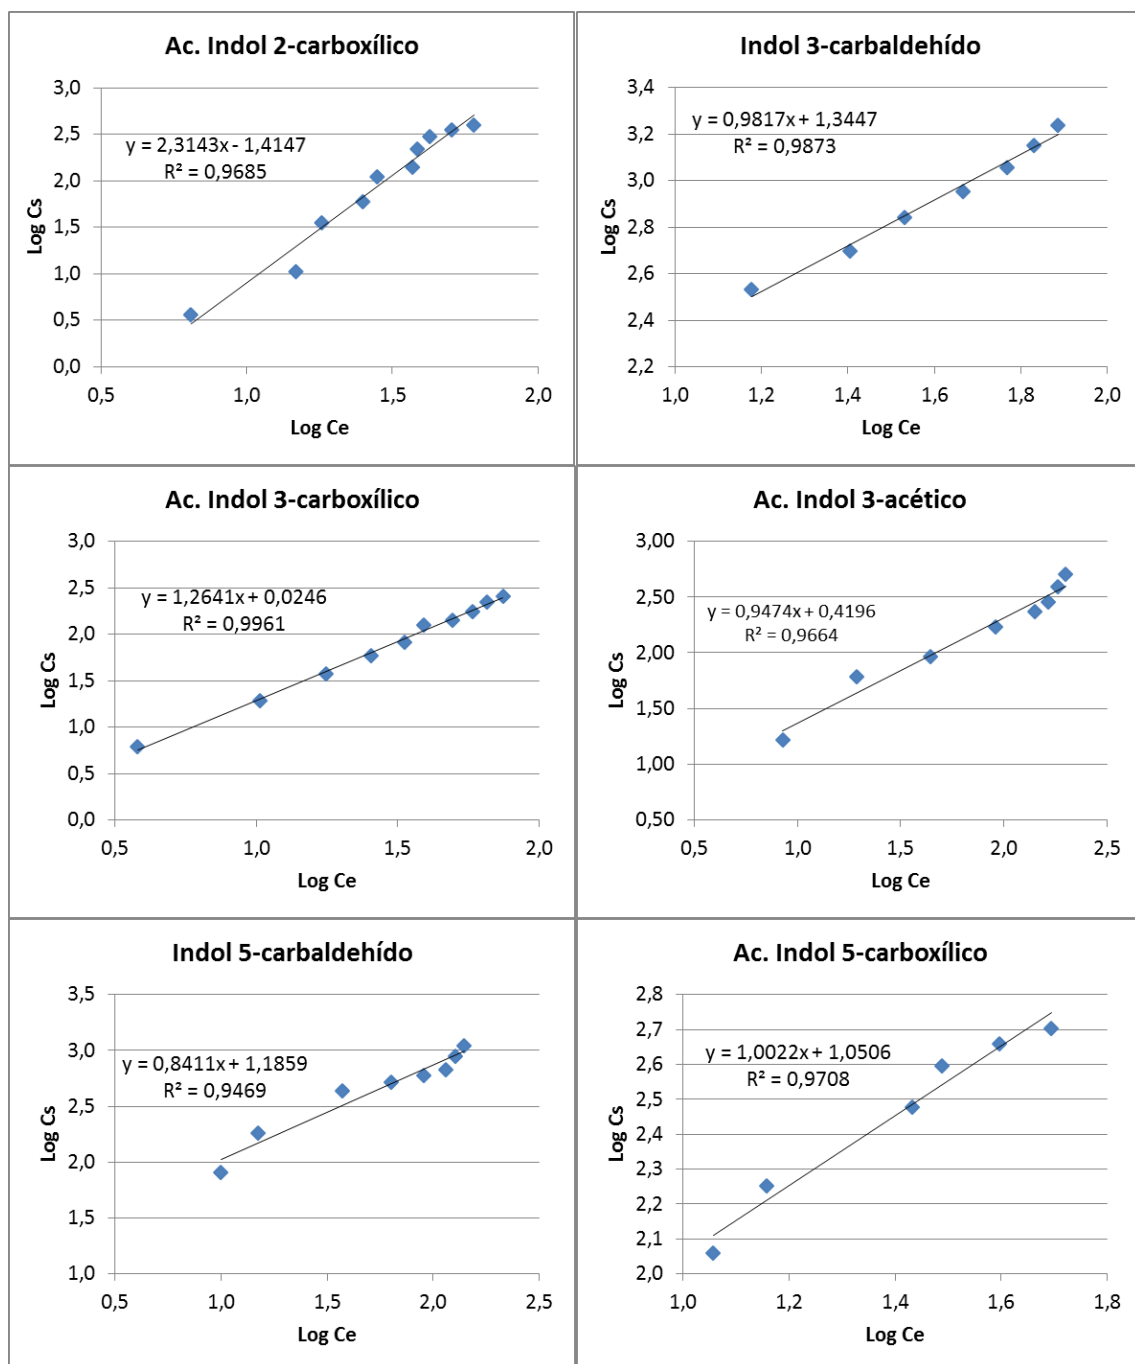 Ac. Indol 2-carboxílico
3,0
2,5
2,0
1,5
1,0
0,5
0,0
Log Cs
y = 2,3143x - 1,4147
R² = 0,9685
0,5 1,0 1,5 2,0
Log Ce
Indol 3-carbaldehído
3,4
3,2
3,0
2,8
2,6
2,4
2,2
Log Cs
y = 0,9817x + 1,3447
R² = 0,9873
1,0 1,2 1,4 1,6 1,8 2,0
Log Ce
Ac. Indol 3-carboxílico
3,0
2,5
2,0
1,5
1,0
0,5
0,0
Log Cs
y = 1,2641x + 0,0246
R² = 0,9961
0,5 1,0 1,5 2,0
Log Ce
Ac. Indol 3-acético
3,00
2,50
2,00
1,50
1,00
0,50
Log Cs
y = 0,9474x + 0,4196
R² = 0,9664
0,5 1,0 1,5 2,0 2,5
Log Ce
Indol 5-carbaldehído
3,5
3,0
2,5
2,0
1,5
1,0
Log Cs
y = 0,8411x + 1,1859
R² = 0,9469
0,5 1,0 1,5 2,0 2,5
Log Ce
Ac. Indol 5-carboxílico
2,8
2,7
2,6
2,5
2,4
2,3
2,2
2,1
2,0
Log Cs
y = 1,0022x + 1,0506
R² = 0,9708
1,0 1,2 1,4 1,6 1,8
Log Ce